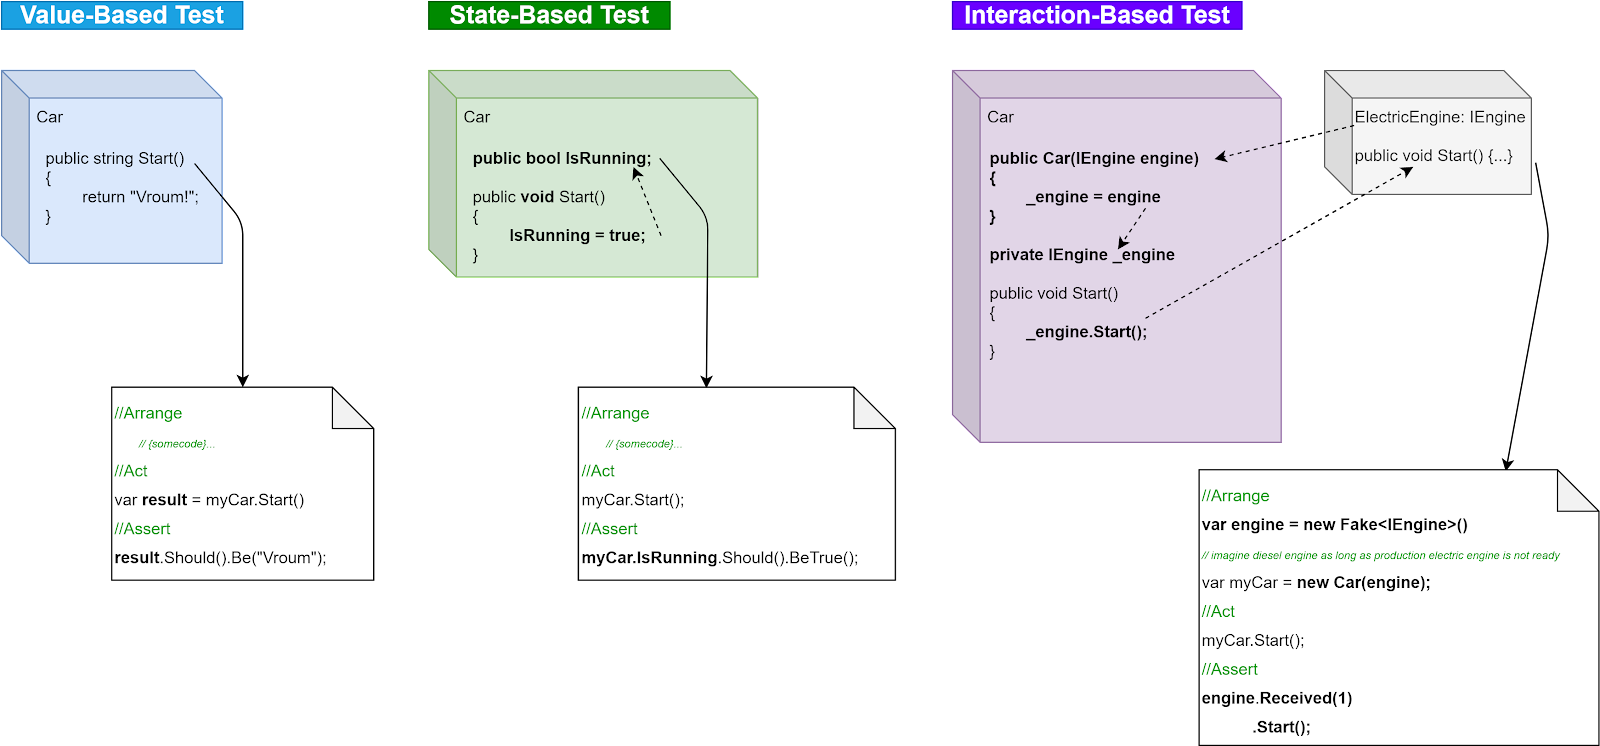 Value-Based Test
Car
public string Start()
{
return "Vroum!";
}
//Arrange
// {somecode}...
//Act
var result = myCar.Start()
//Assert
result.Should().Be("Vroum");
State-Based Test
Car
public bool IsRunning;
public void Start()
{
IsRunning = true;
}
//Arrange
// {somecode}...
//Act
myCar.Start();
//Assert
myCar.IsRunning.Should().BeTrue();
Interaction-Based Test
Car
public Car(IEngine engine)
{
_engine = engine
}
private IEngine _engine
public void Start()
{
_engine.Start();
}
ElectricEngine: IEngine
public void Start() {...}
//Arrange
var engine = new Fake<IEngine>()
// imagine diesel engine as long as production electric engine is not ready
var myCar = new Car(engine);
//Act
myCar.Start();
//Assert
engine.Received(1)
.Start();